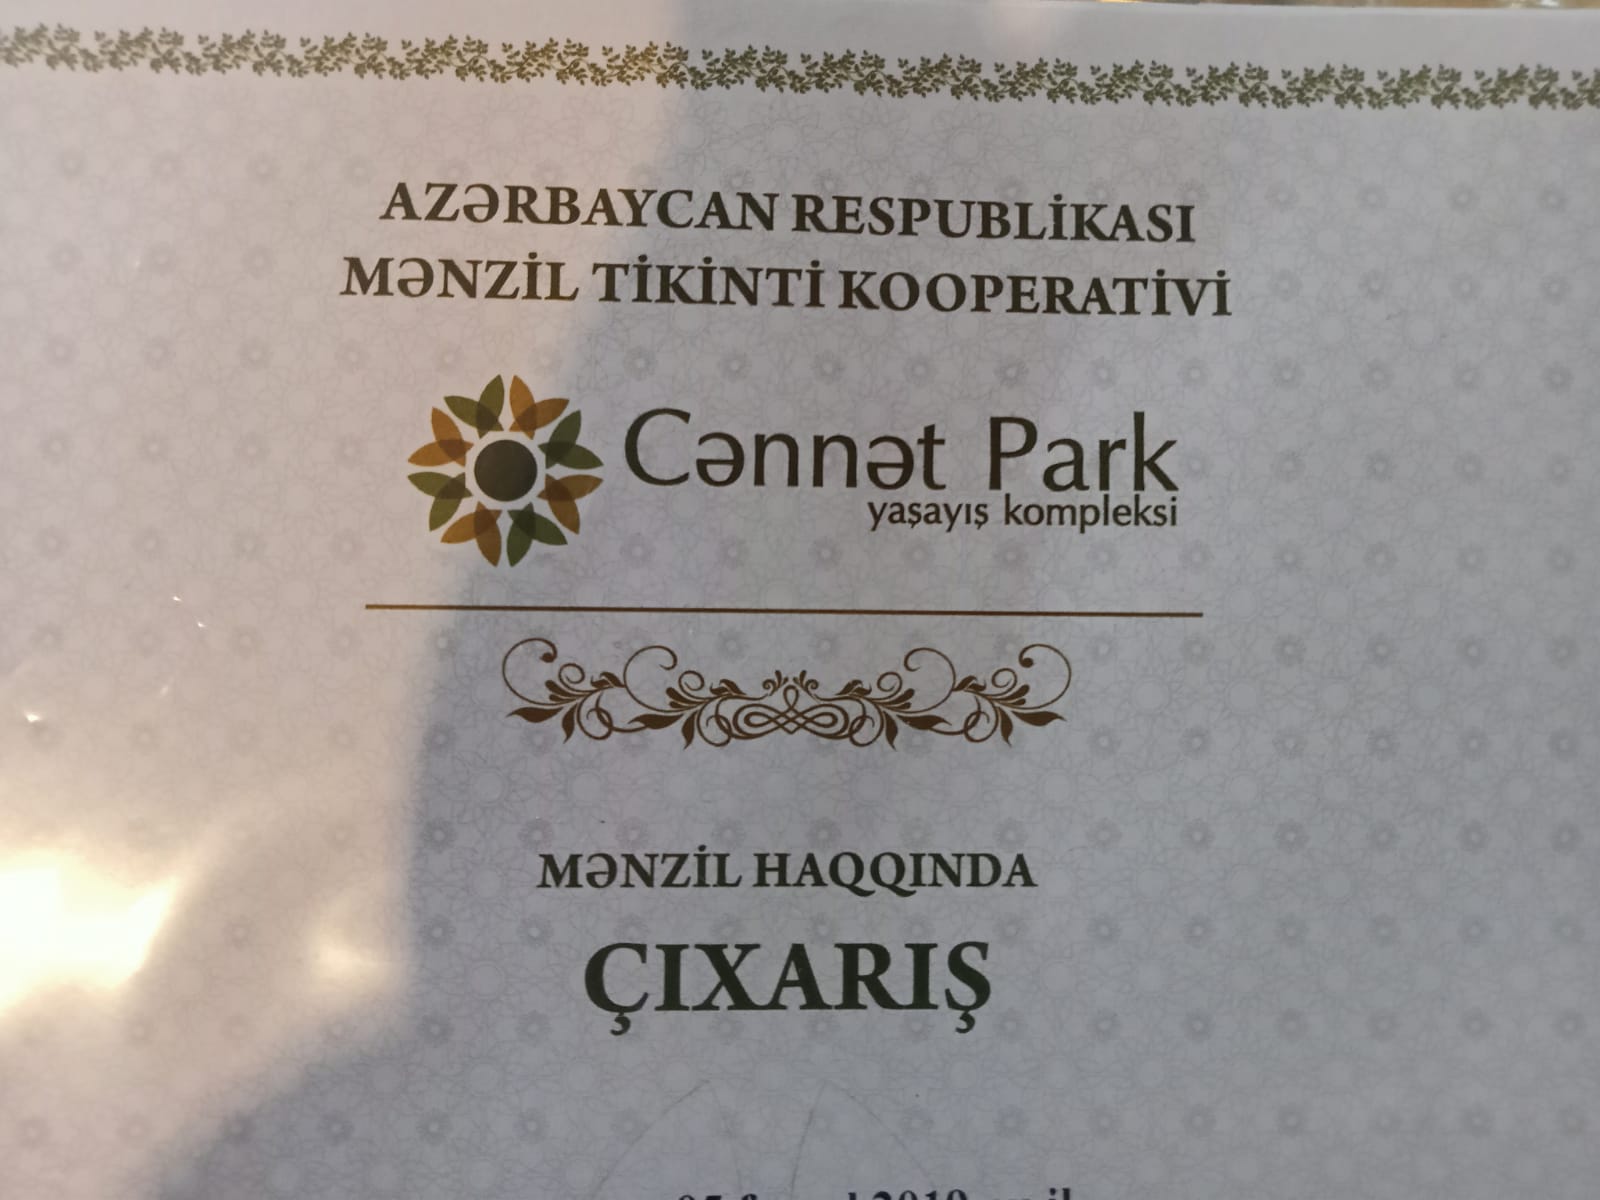 AZƏRBAYCAN RESPUBLİKASI
MƏNZİL TİKİNTİ KOOPERATİVİ
Cənnət Park
yaşayış kompleksi
MƏNZİL HAQQINDA
ÇIXARIŞ